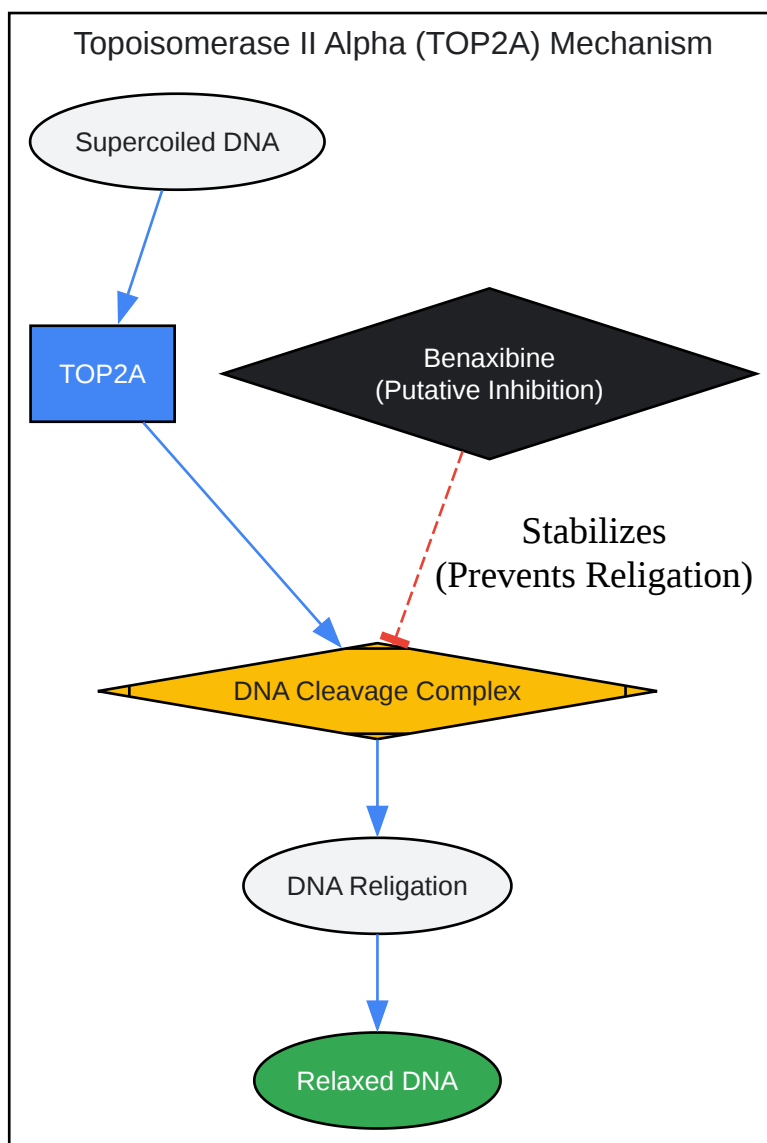 Topoisomerase II Alpha (TOP2A) Mechanism
Supercoiled DNA
TOP2A
Benaxibine
(Putative Inhibition)
Stabilizes
(Prevents Religation)
DNA Cleavage Complex
DNA Religation
Relaxed DNA